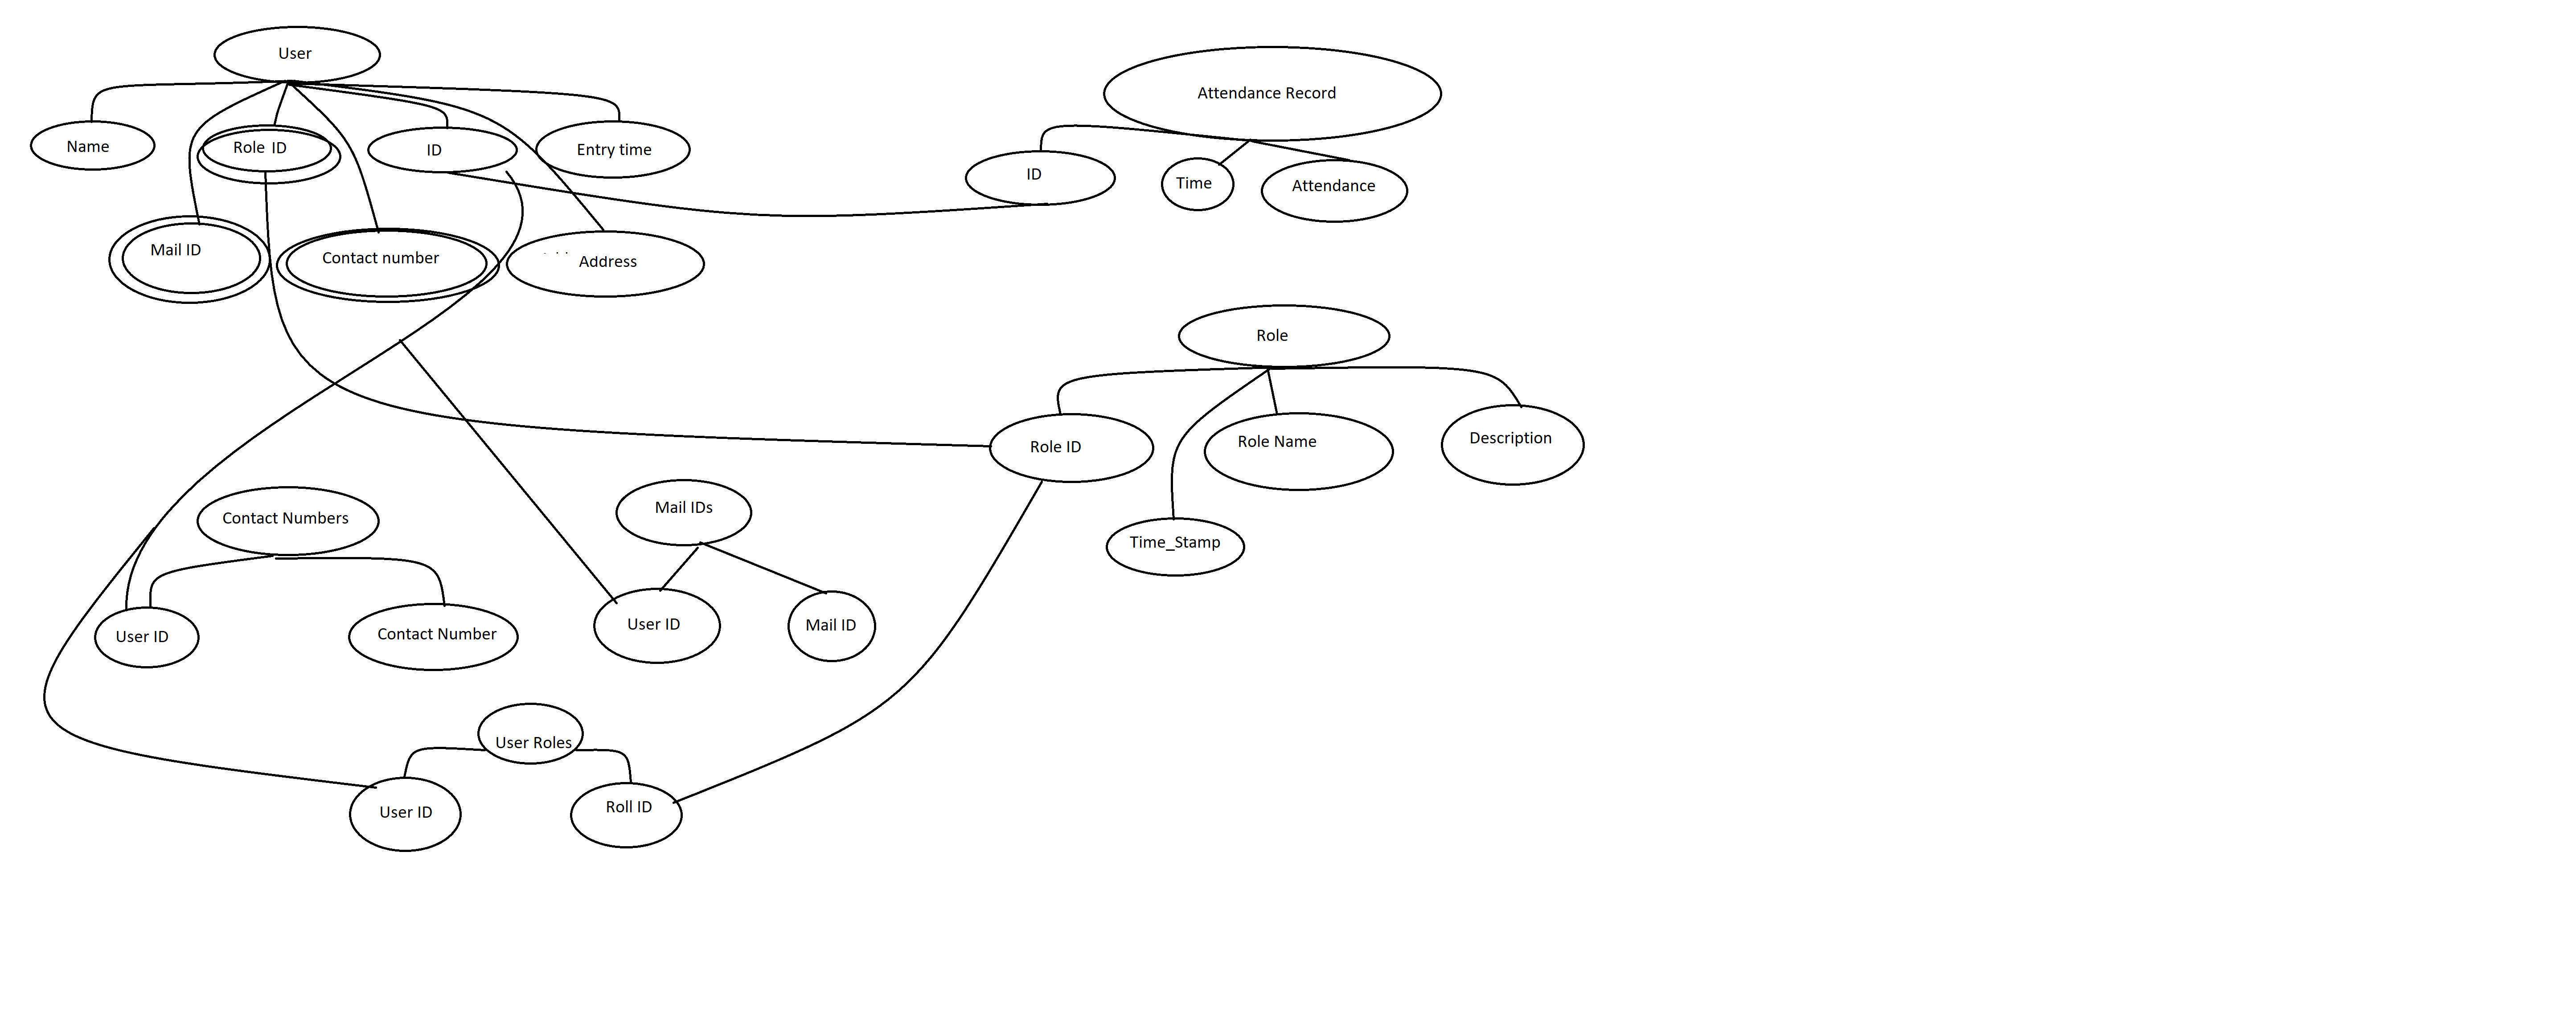 User
Attendance Record
Name
Role ID
ID
Entry time
ID
Time
Attendance
Mail ID
Contact number
Address
Role
Role ID
Role Name
Description
Time_Stamp
Contact Numbers
Mail IDs
User ID
Contact Number
User ID
Mail ID
User Roles
User ID
Roll ID